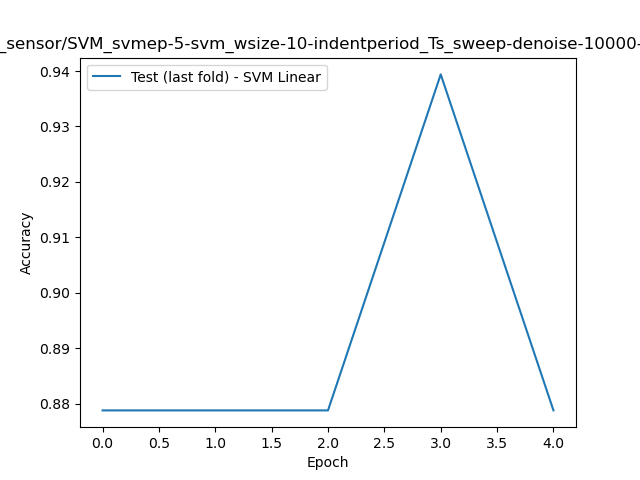 _sensor/SVM_svmep-5-svm_wsize-10-indentperiod_Ts_sweep-denoise-10000-
Test (last fold) - SVM Linear
0.94
0.93
0.92
0.91
0.90
0.89
0.88
Accuracy
0.0 0.5 1.0 1.5 2.0 2.5 3.0 3.5 4.0
Epoch